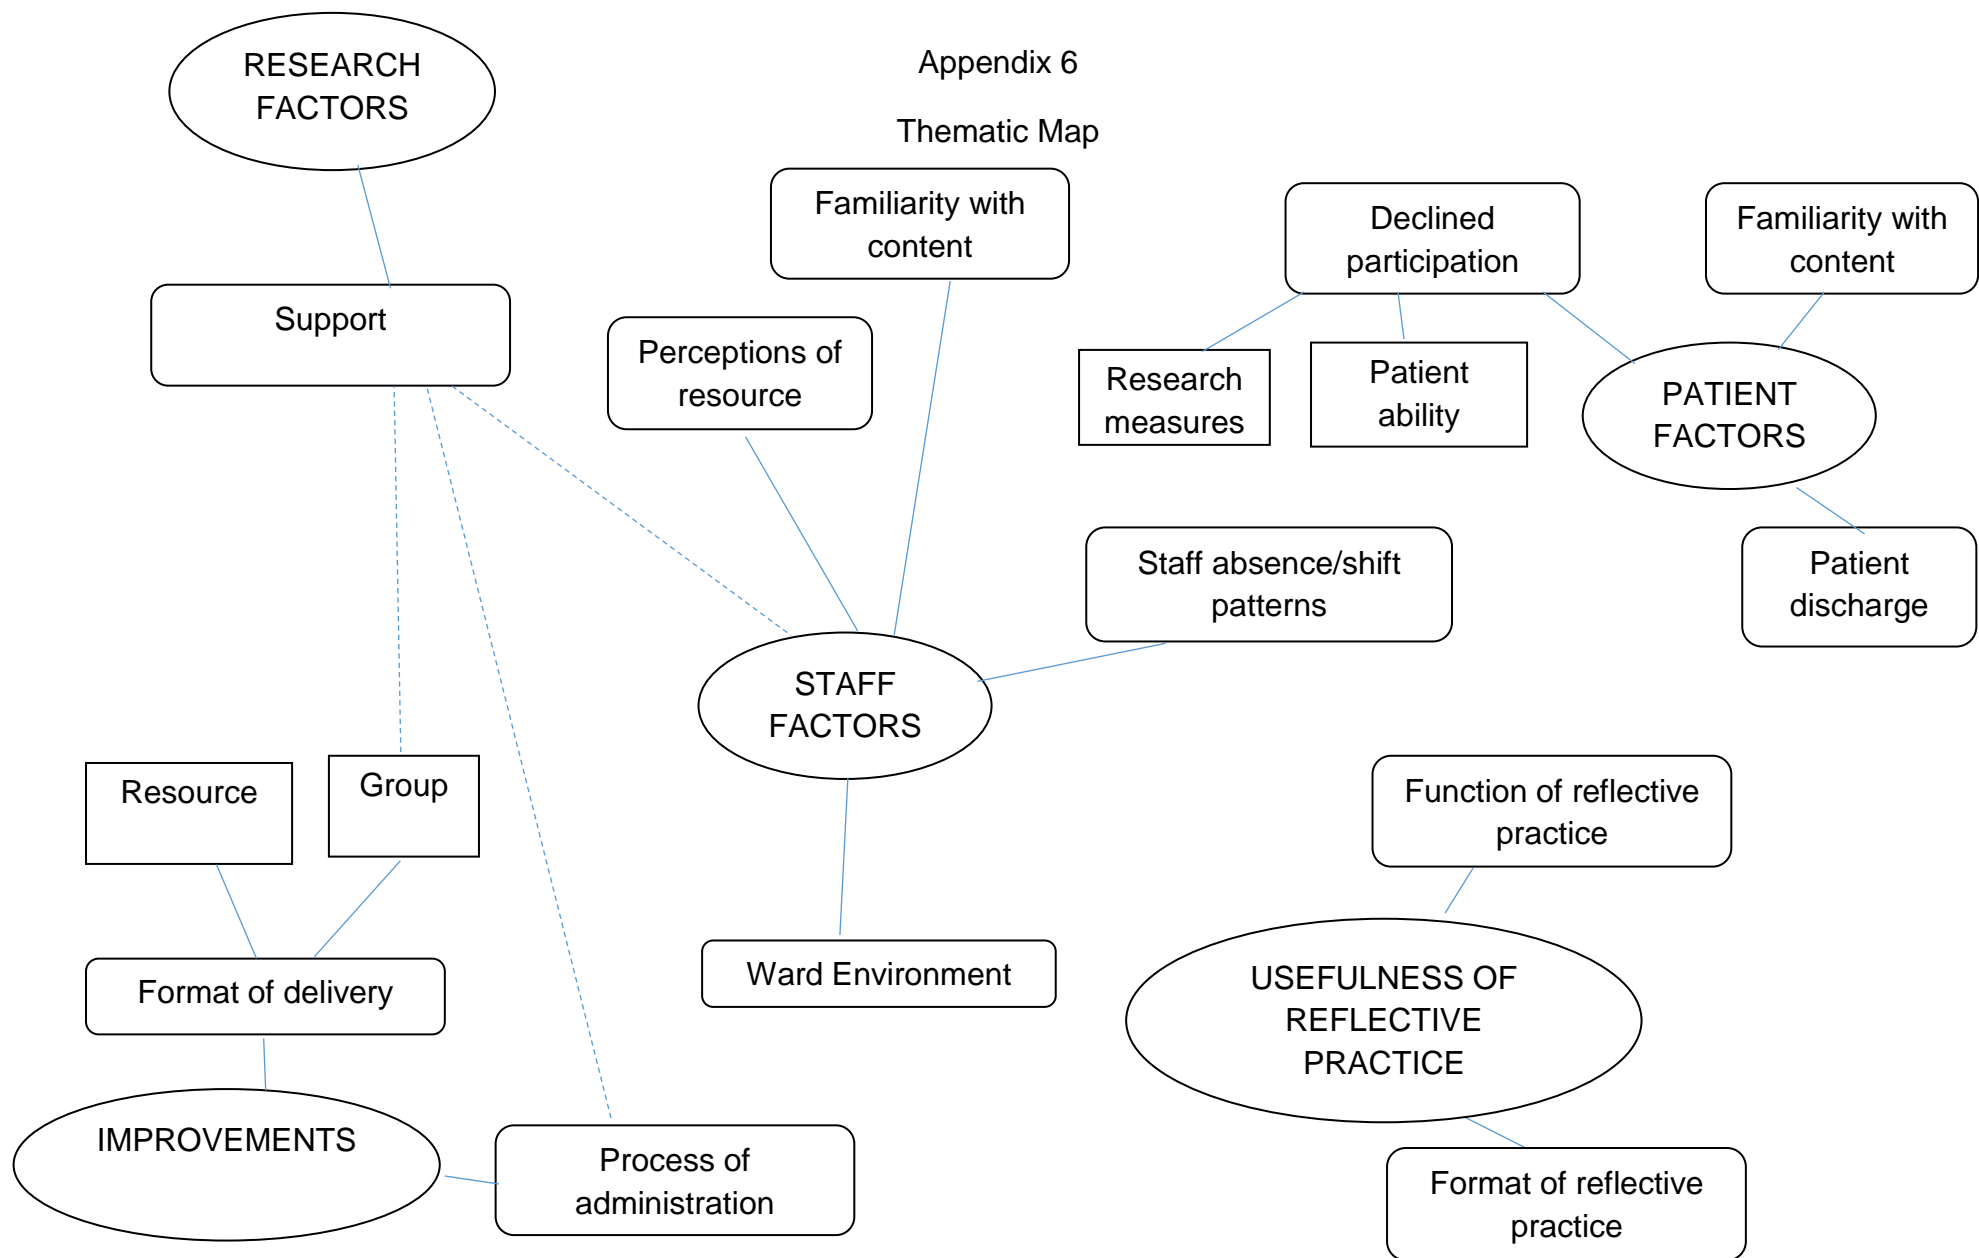 Appendix 6
Thematic Map
RESEARCH
FACTORS
Support
Familiarity with
content
Perceptions of
resource
Declined
participation
Familiarity with
content
Research
measures
Patient
ability
PATIENT
FACTORS
Patient
discharge
Staff absence/shift
patterns
STAFF
FACTORS
Resource
Group
Format of delivery
Ward Environment
Function of reflective
practice
USEFULNESS OF
REFLECTIVE
PRACTICE
IMPROVEMENTS
Process of
administration
Format of reflective
practice